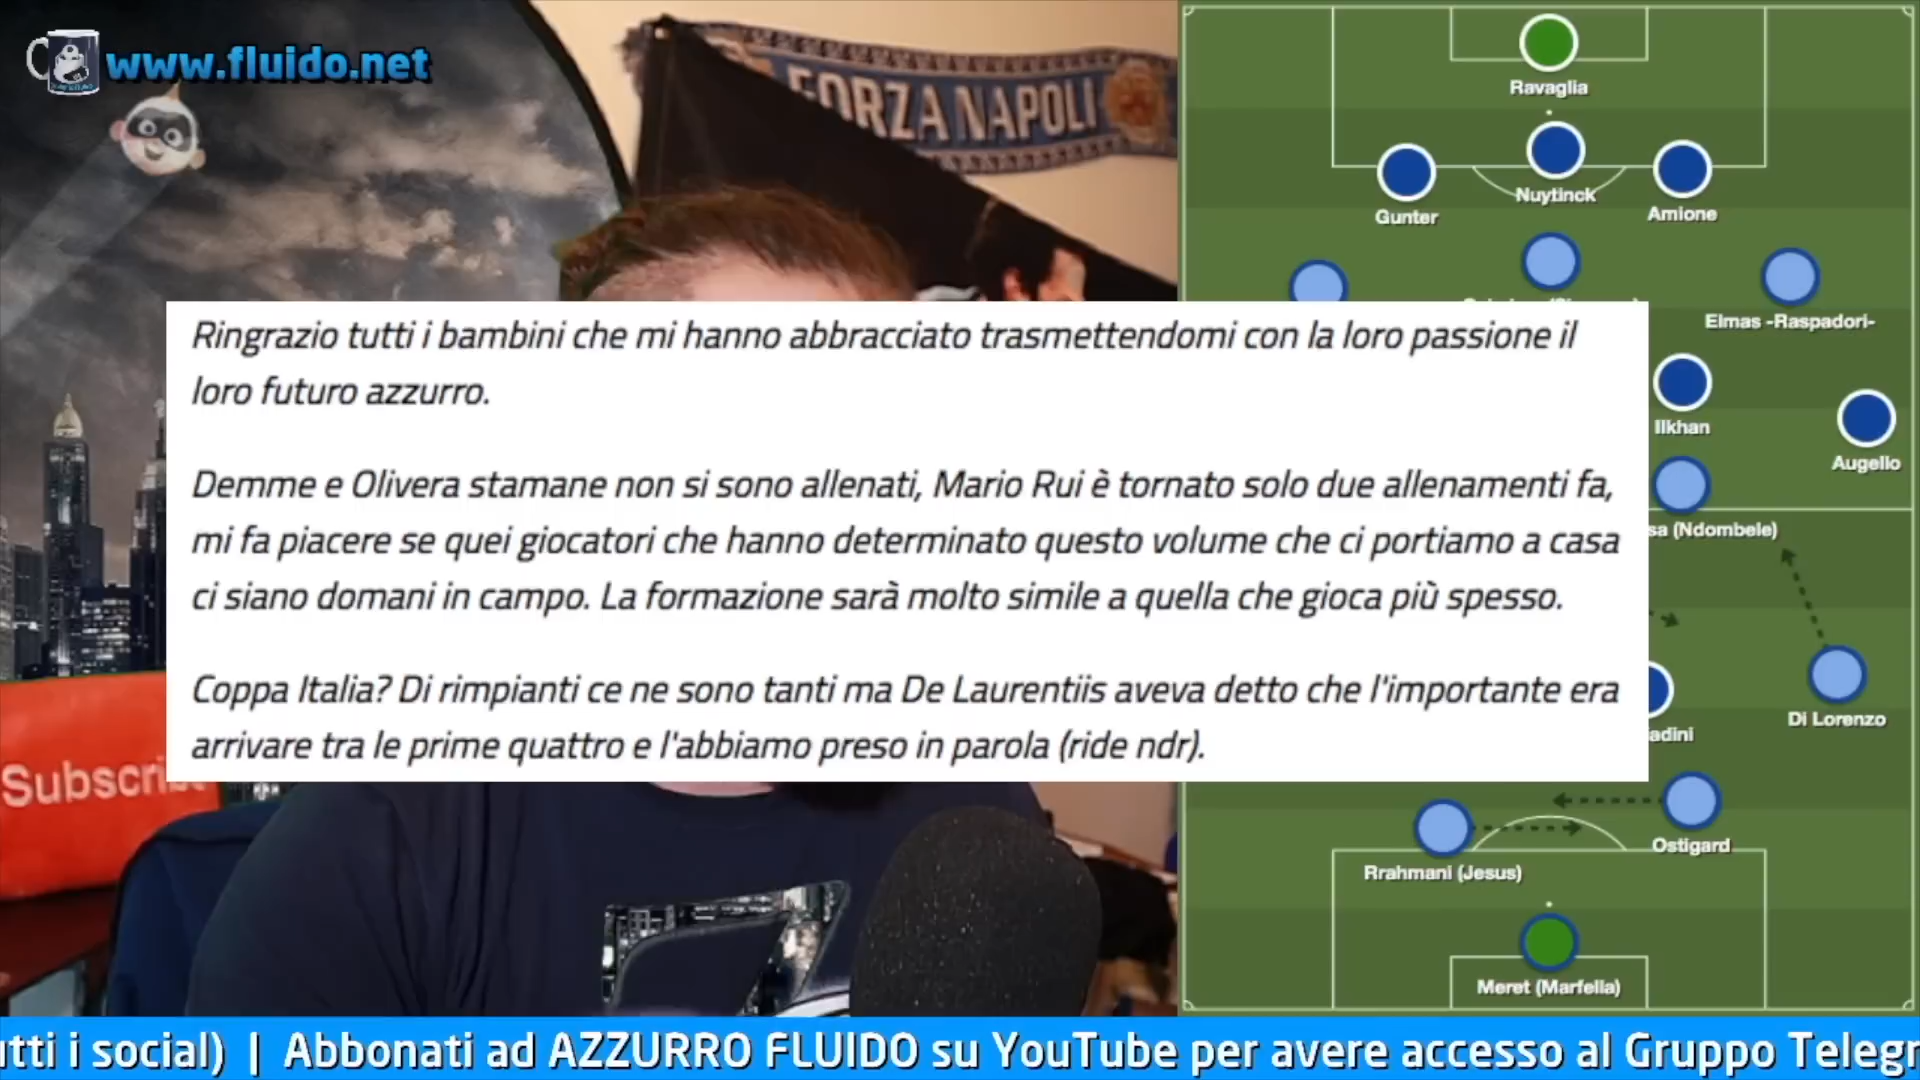 www.fluido.net
FORZA NAPOLI
Ravaglia
Nuytinck
Gunter
Amione
Elmas -Raspadori-
Ilkhan
Augello
sa (Ndombele)
Ringrazio tutti i bambini che mi hanno abbracciato trasmettendomi con la loro passione il
loro futuro azzurro.
Demme e Olivera stamane non si sono allenati, Mario Rui è tornato solo due allenamenti fa,
mi fa piacere se quei giocatori che hanno determinato questo volume che ci portiamo a casa
ci siano domani in campo. La formazione sarà molto simile a quella che gioca più spesso.
Coppa Italia? Di rimpianti ce ne sono tanti ma De Laurentiis aveva detto che l'importante era
arrivare tra le prime quattro e l'abbiamo preso in parola (ride ndr).
Di Lorenzo
adini
Subscri
Ostigard
Rrahmani (Jesus)
Meret (Marfella)
utti i social) | Abbonati ad AZZURRO FLUIDO su YouTube per avere accesso al Gruppo Telegr